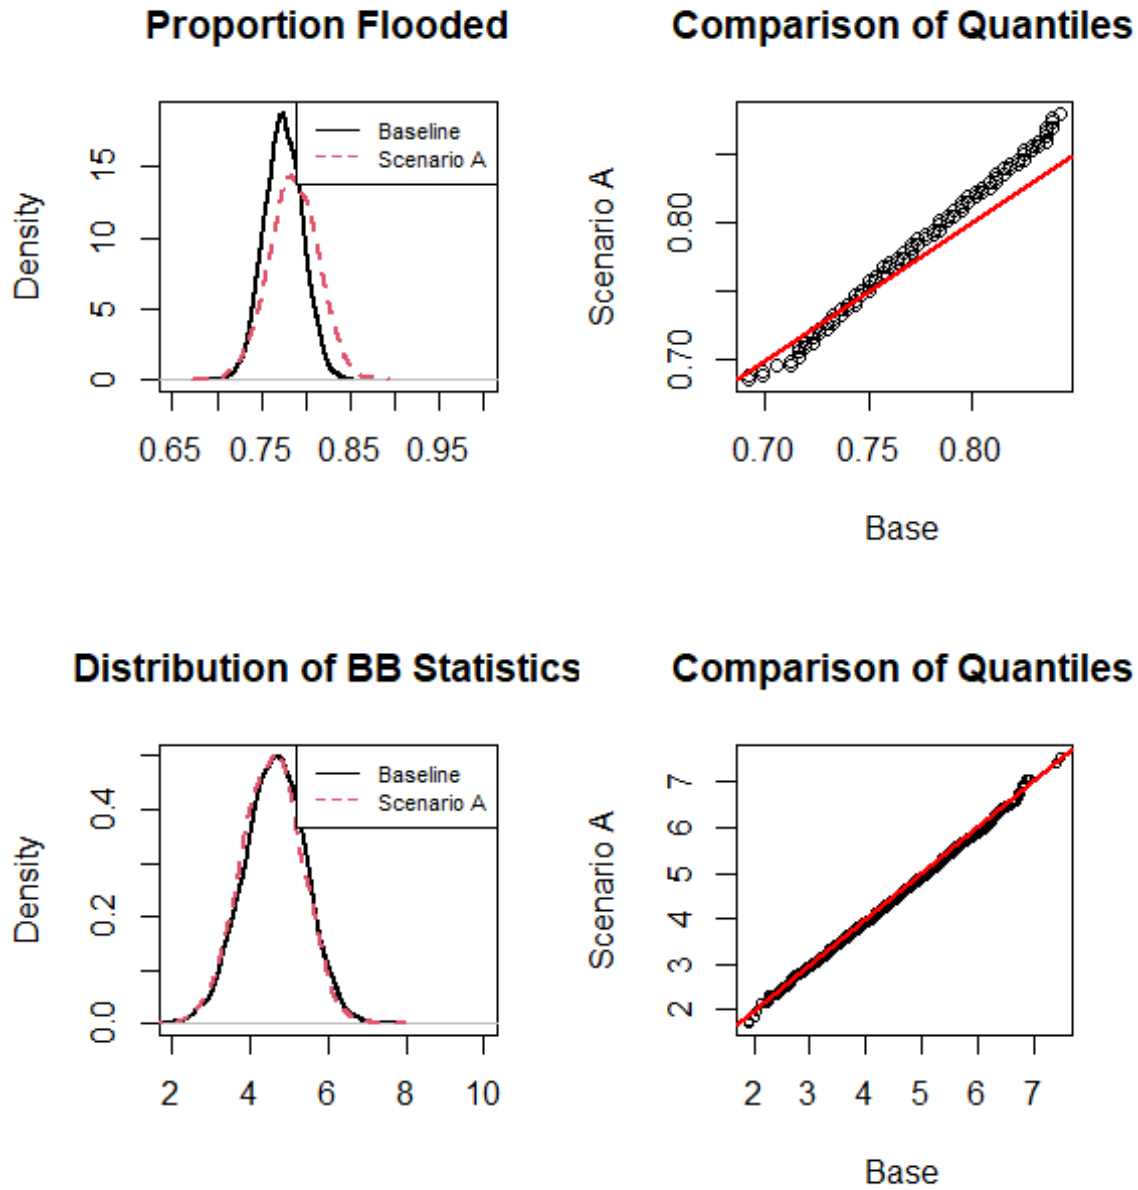 Proportion Flooded
Density
0 5 10 15
Baseline
Scenario A
0.65 0.75 0.85 0.95
Comparison of Quantiles
Scenario A
0.70 0.80
0.70 0.75 0.80
Base
Distribution of BB Statistics
Density
0.0 0.2 0.4
Baseline
Scenario A
2 4 6 8 10
Comparison of Quantiles
Scenario A
2 3 4 5 6 7
2 3 4 5 6 7
Base